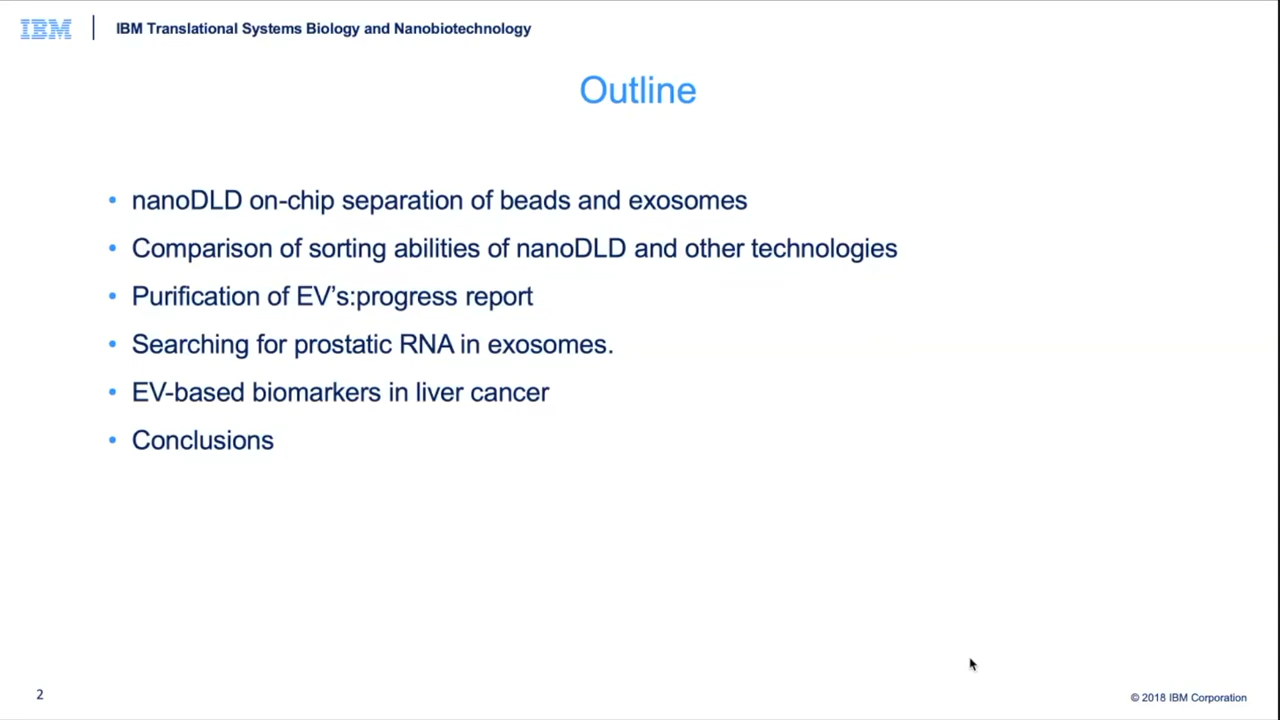 IBM
IBM Translational Systems Biology and Nanobiotechnology
Outline
• nanoDLD on-chip separation of beads and exosomes
• Comparison of sorting abilities of nanoDLD and other technologies
• Purification of EV's:progress report
• Searching for prostatic RNA in exosomes.
• EV-based biomarkers in liver cancer
• Conclusions
2
© 2018 IBM Corporation